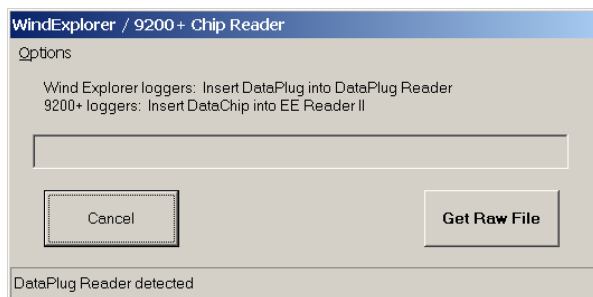 WindExplorer / 9200+ Chip Reader
Options
Wind Explorer loggers: Insert DataPlug into DataPlug Reader
9200+ loggers: Insert DataChip into EE Reader II
Cancel
Get Raw File
DataPlug Reader detected